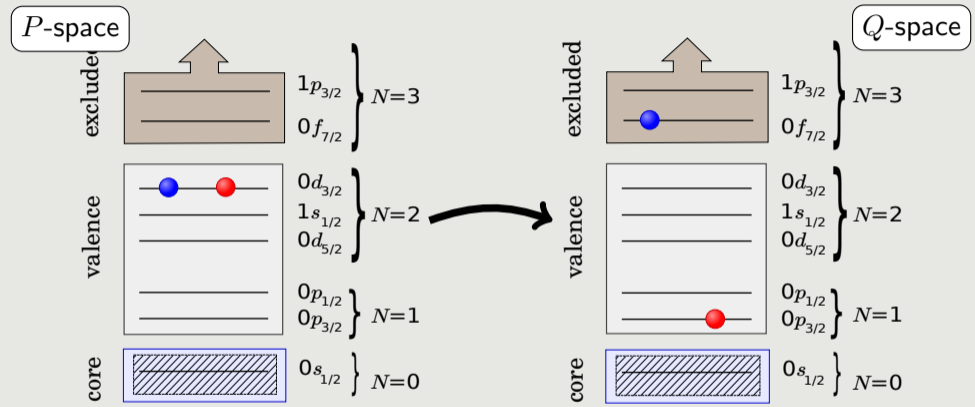 P-space
Q-space
excluded
1p3/2
0f7/2
N=3
valence
0d3/2
1s1/2
0d5/2
N=2
0p1/2
0p3/2
N=1
core
0s1/2
N=0
excluded
1p3/2
0f7/2
N=3
valence
0d3/2
1s1/2
0d5/2
N=2
0p1/2
0p3/2
N=1
core
0s1/2
N=0